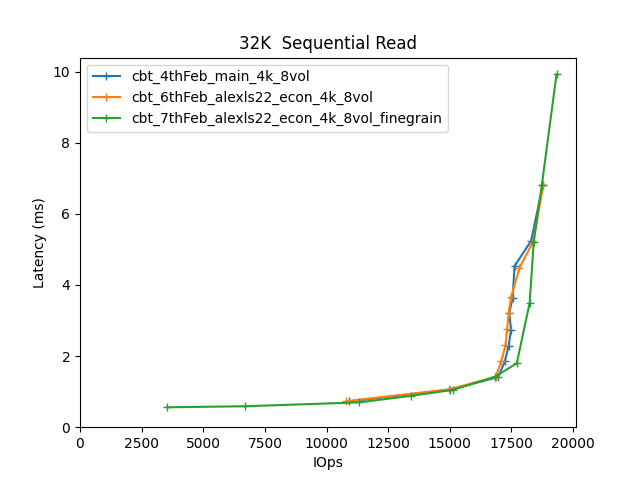 32K  Sequential Read
cbt_4thFeb_main_4k_8vol
cbt_6thFeb_alexls22_econ_4k_8vol
cbt_7thFeb_alexls22_econ_4k_8vol_finegrain
Latency (ms)
10
8
6
4
2
0
0 2500 5000 7500 10000 12500 15000 17500 20000
IOps